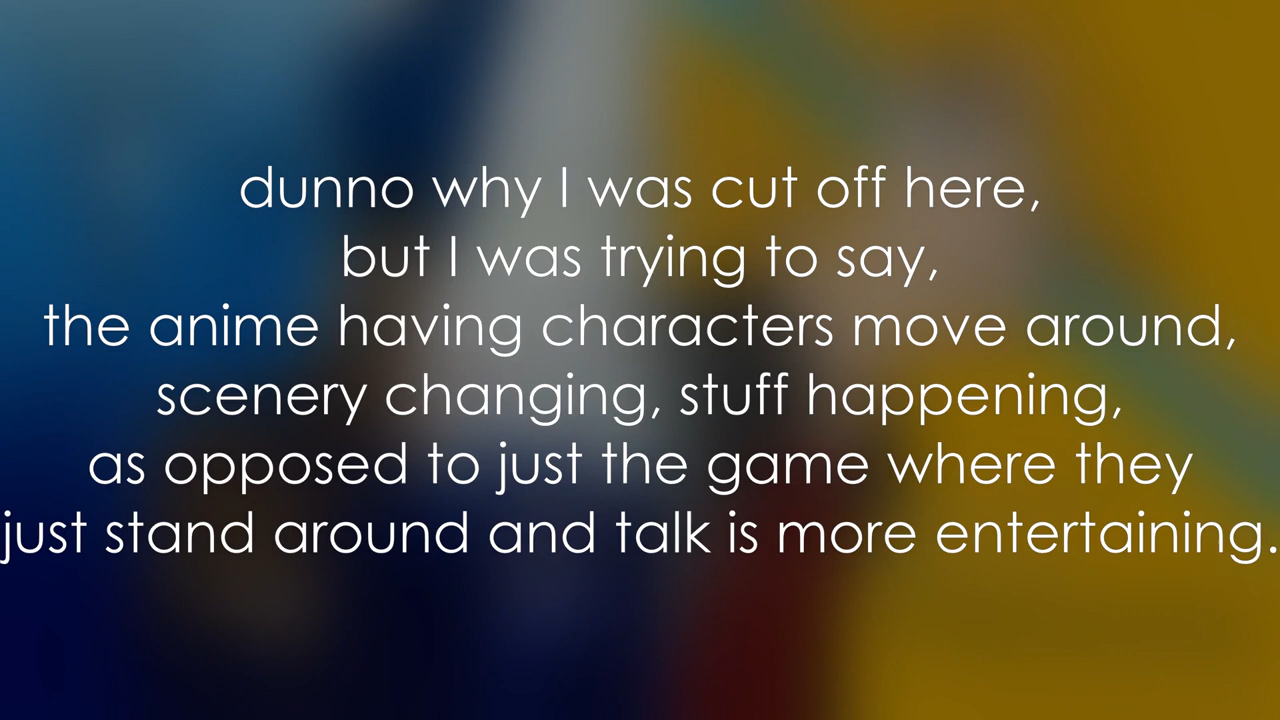 dunno why I was cut off here,
but I was trying to say,
the anime having characters move around,
scenery changing, stuff happening,
as opposed to just the game where they
just stand around and talk is more entertaining.